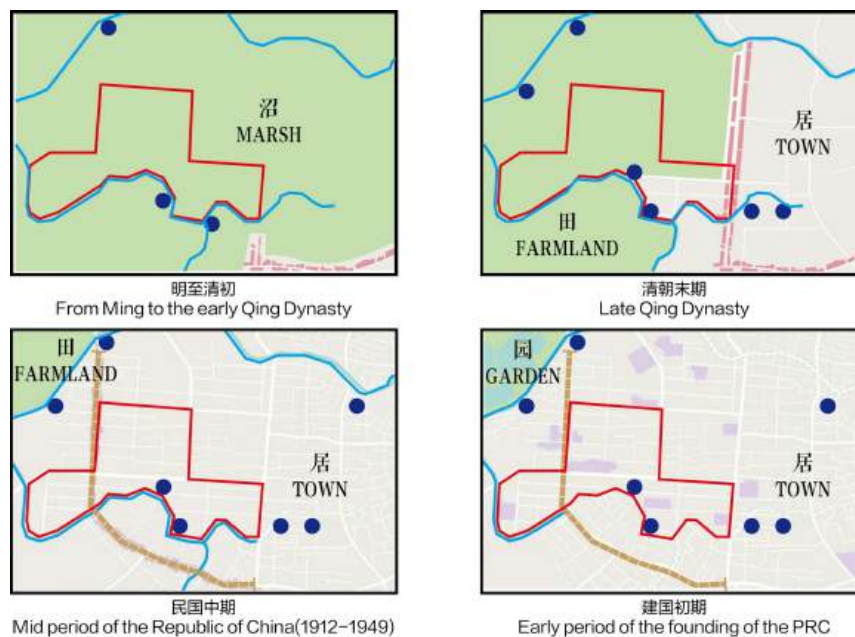 沼
MARSH
明至清初
From Ming to the early Qing Dynasty
居
TOWN
田
FARMLAND
清朝末期
Late Qing Dynasty
田
FARMLAND
居
TOWN
民国中期
Mid period of the Republic of China(1912-1949)
园
GARDEN
居
TOWN
建国初期
Early period of the founding of the PRC